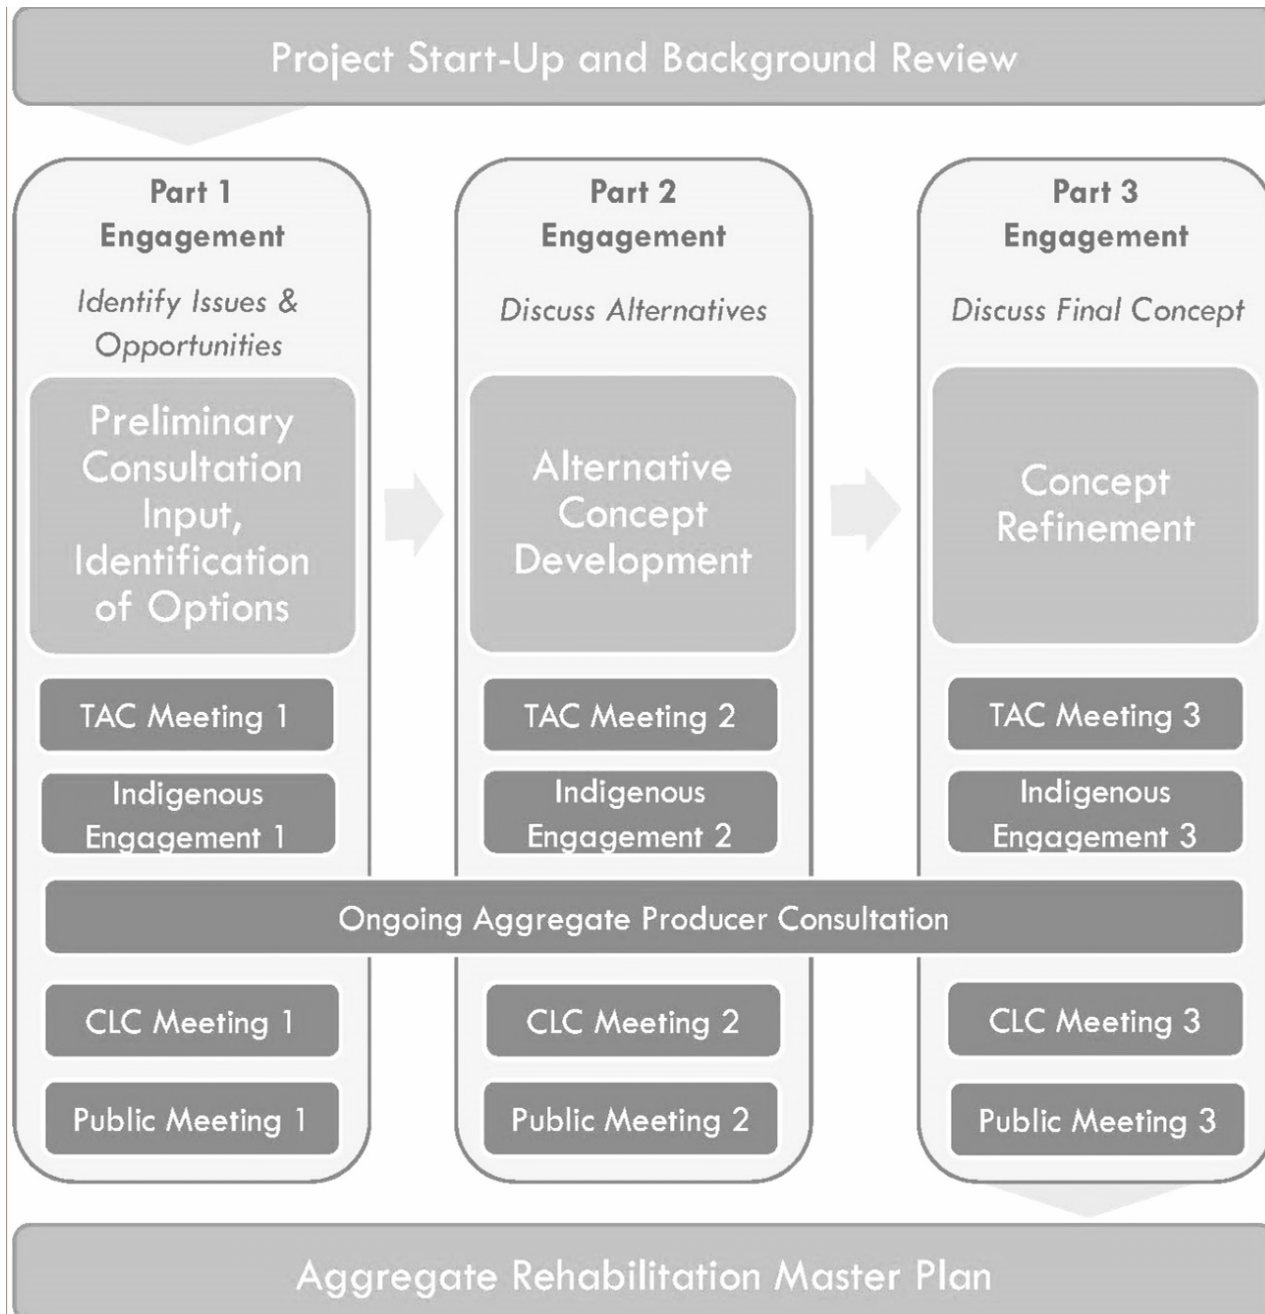 Project Start-Up and Background Review
Part 1
Engagement
Identify Issues &
Opportunities
Preliminary
Consultation
Input,
Identification
of Options
TAC Meeting 1
Indigenous
Engagement 1
Part 2
Engagement
Discuss Alternatives
Alternative
Concept
Development
TAC Meeting 2
Indigenous
Engagement 2
Part 3
Engagement
Discuss Final Concept
Concept
Refinement
TAC Meeting 3
Indigenous
Engagement 3
Ongoing Aggregate Producer Consultation
CLC Meeting 1
Public Meeting 1
CLC Meeting 2
Public Meeting 2
CLC Meeting 3
Public Meeting 3
Aggregate Rehabilitation Master Plan